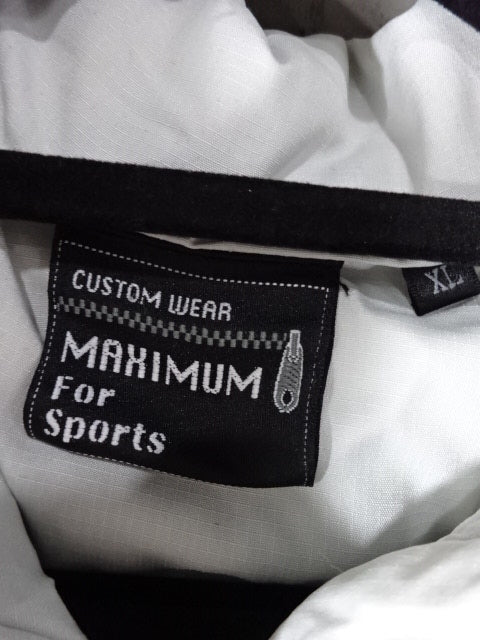 CUSTOM WEAR
MAXIMUM
For
Sports
XL